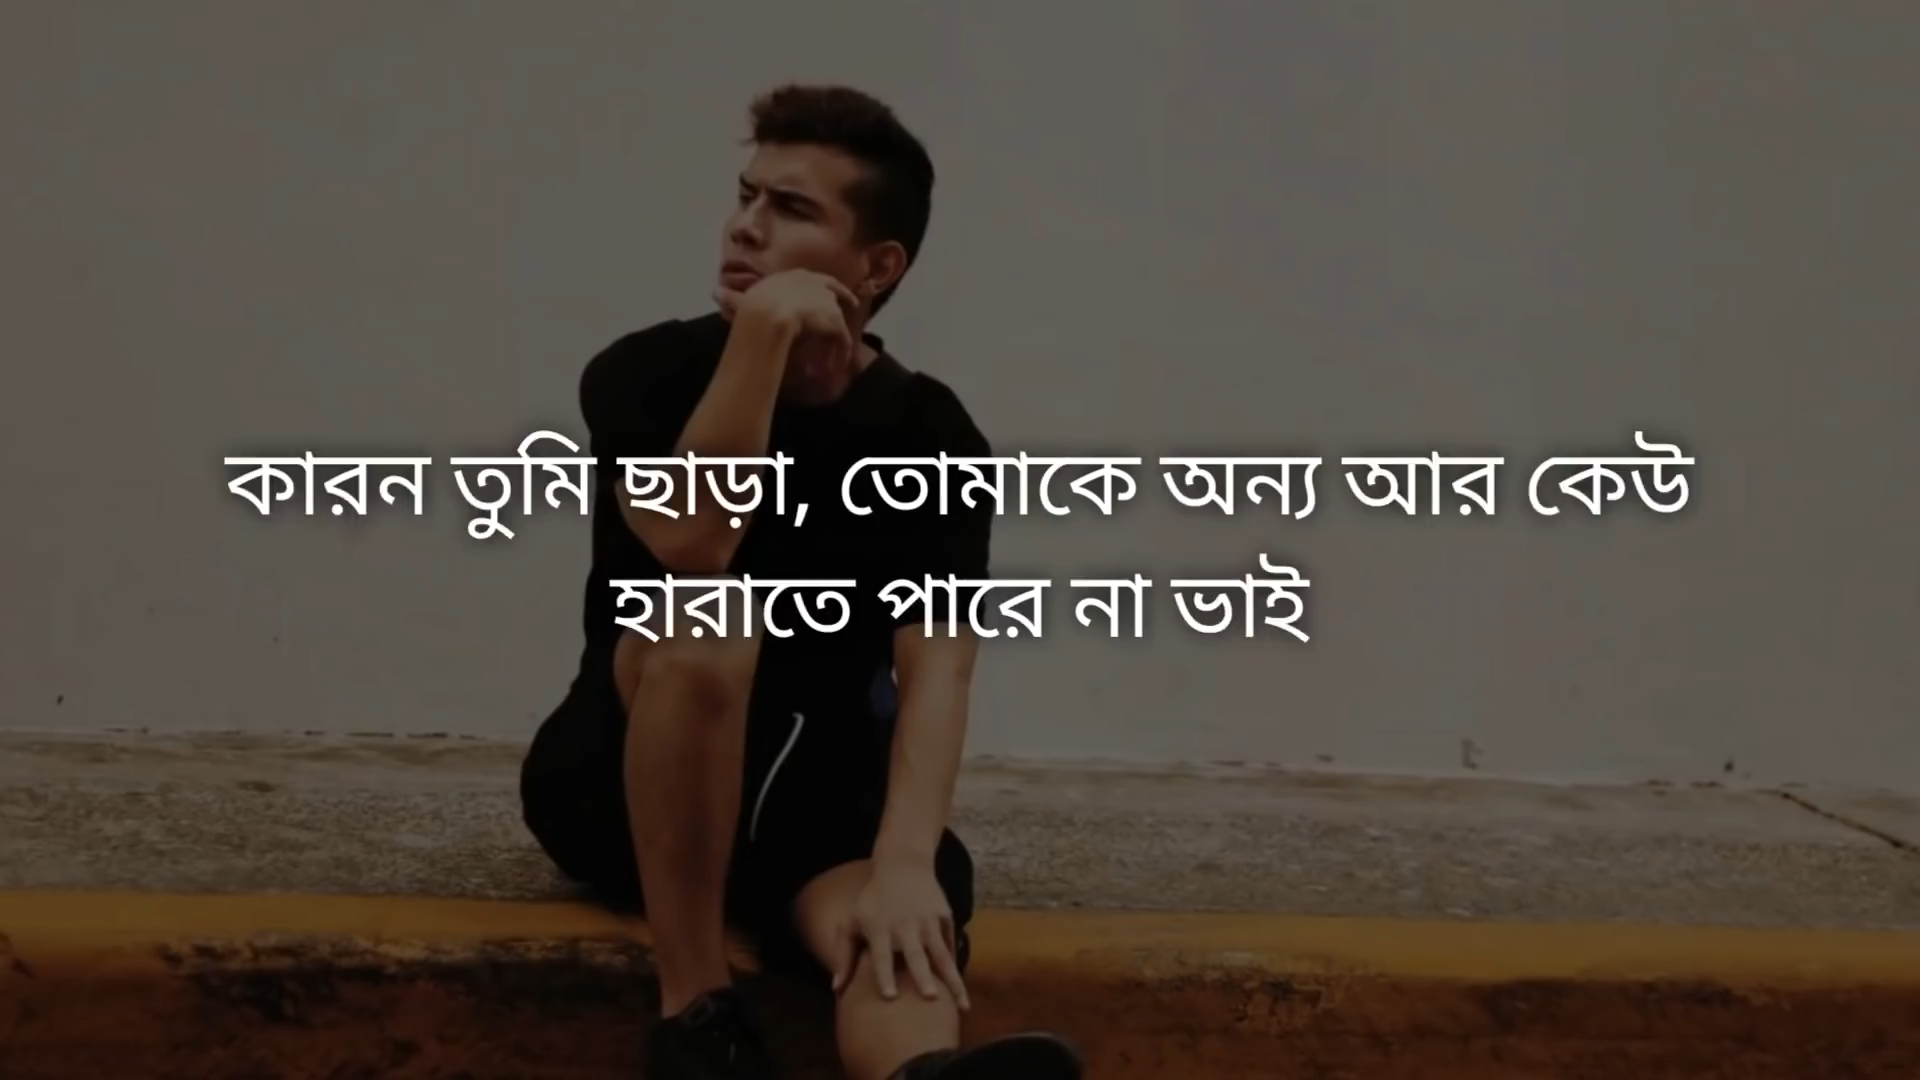 কারন তুমি ছাড়া, তোমাকে অন্য আর কেউ
হারাতে পারে না ভাই